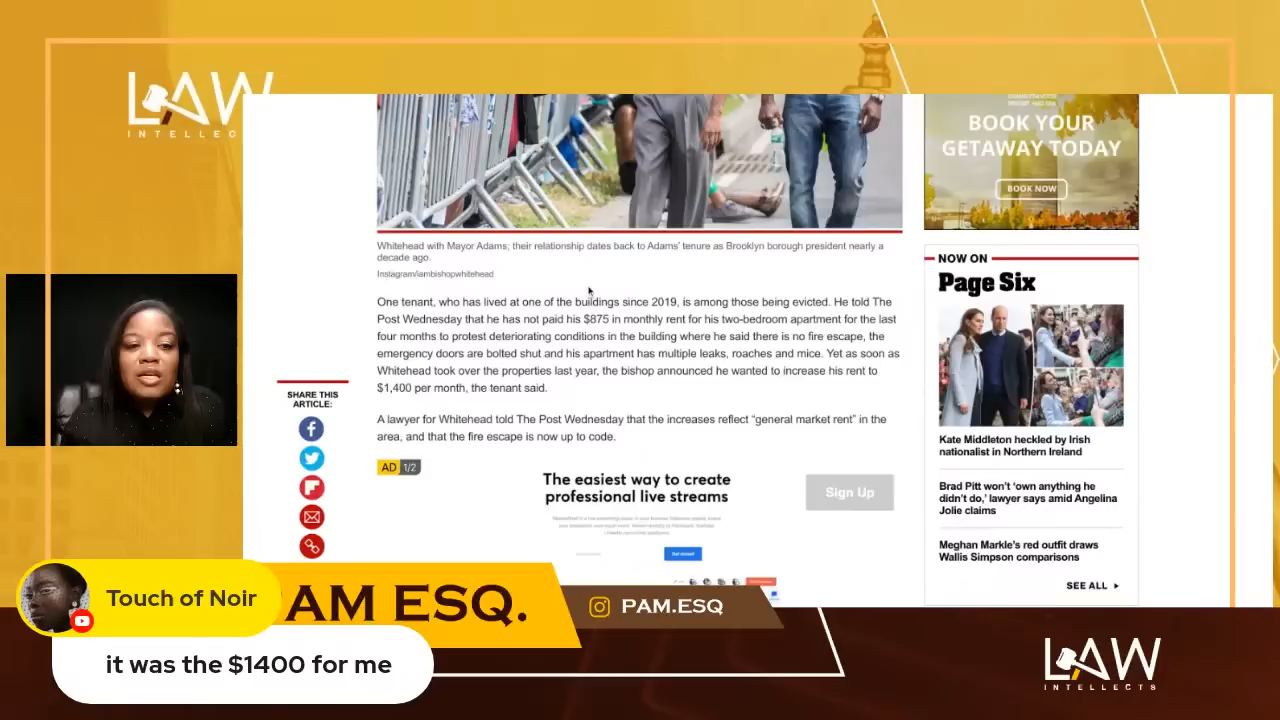 LAW
INTELLEC
BOOK YOUR
GETAWAY TODAY
BOOK NOW
Whitehead with Mayor Adams; their relationship dates back to Adams' tenure as Brooklyn borough president nearly a
decade ago.
Instagram/iambishopwhitehead
One tenant, who has lived at one of the buildings since 2019, is among those being evicted. He told The
Post Wednesday that he has not paid his $875 in monthly rent for his two-bedroom apartment for the last
four months to protest deteriorating conditions in the building where he said there is no fire escape, the
emergency doors are bolted shut and his apartment has multiple leaks, roaches and mice. Yet as soon as
Whitehead took over the properties last year, the bishop announced he wanted to increase his rent to
$1,400 per month, the tenant said.
A lawyer for Whitehead told The Post Wednesday that the increases reflect “general market rent” in the
area, and that the fire escape is now up to code.
SHARE THIS
ARTICLE:
AD 1/2
The easiest way to create
professional live streams
Sign Up
Get started
NOW ON
Page Six
Kate Middleton heckled by Irish
nationalist in Northern Ireland
Brad Pitt won't ‘own anything he
didn't do,’ lawyer says amid Angelina
Jolie claims
Meghan Markle's red outfit draws
Wallis Simpson comparisons
SEE ALL
AM ESQ.
PAM.ESQ
Touch of Noir
it was the $1400 for me
LAW
INTELLECTS